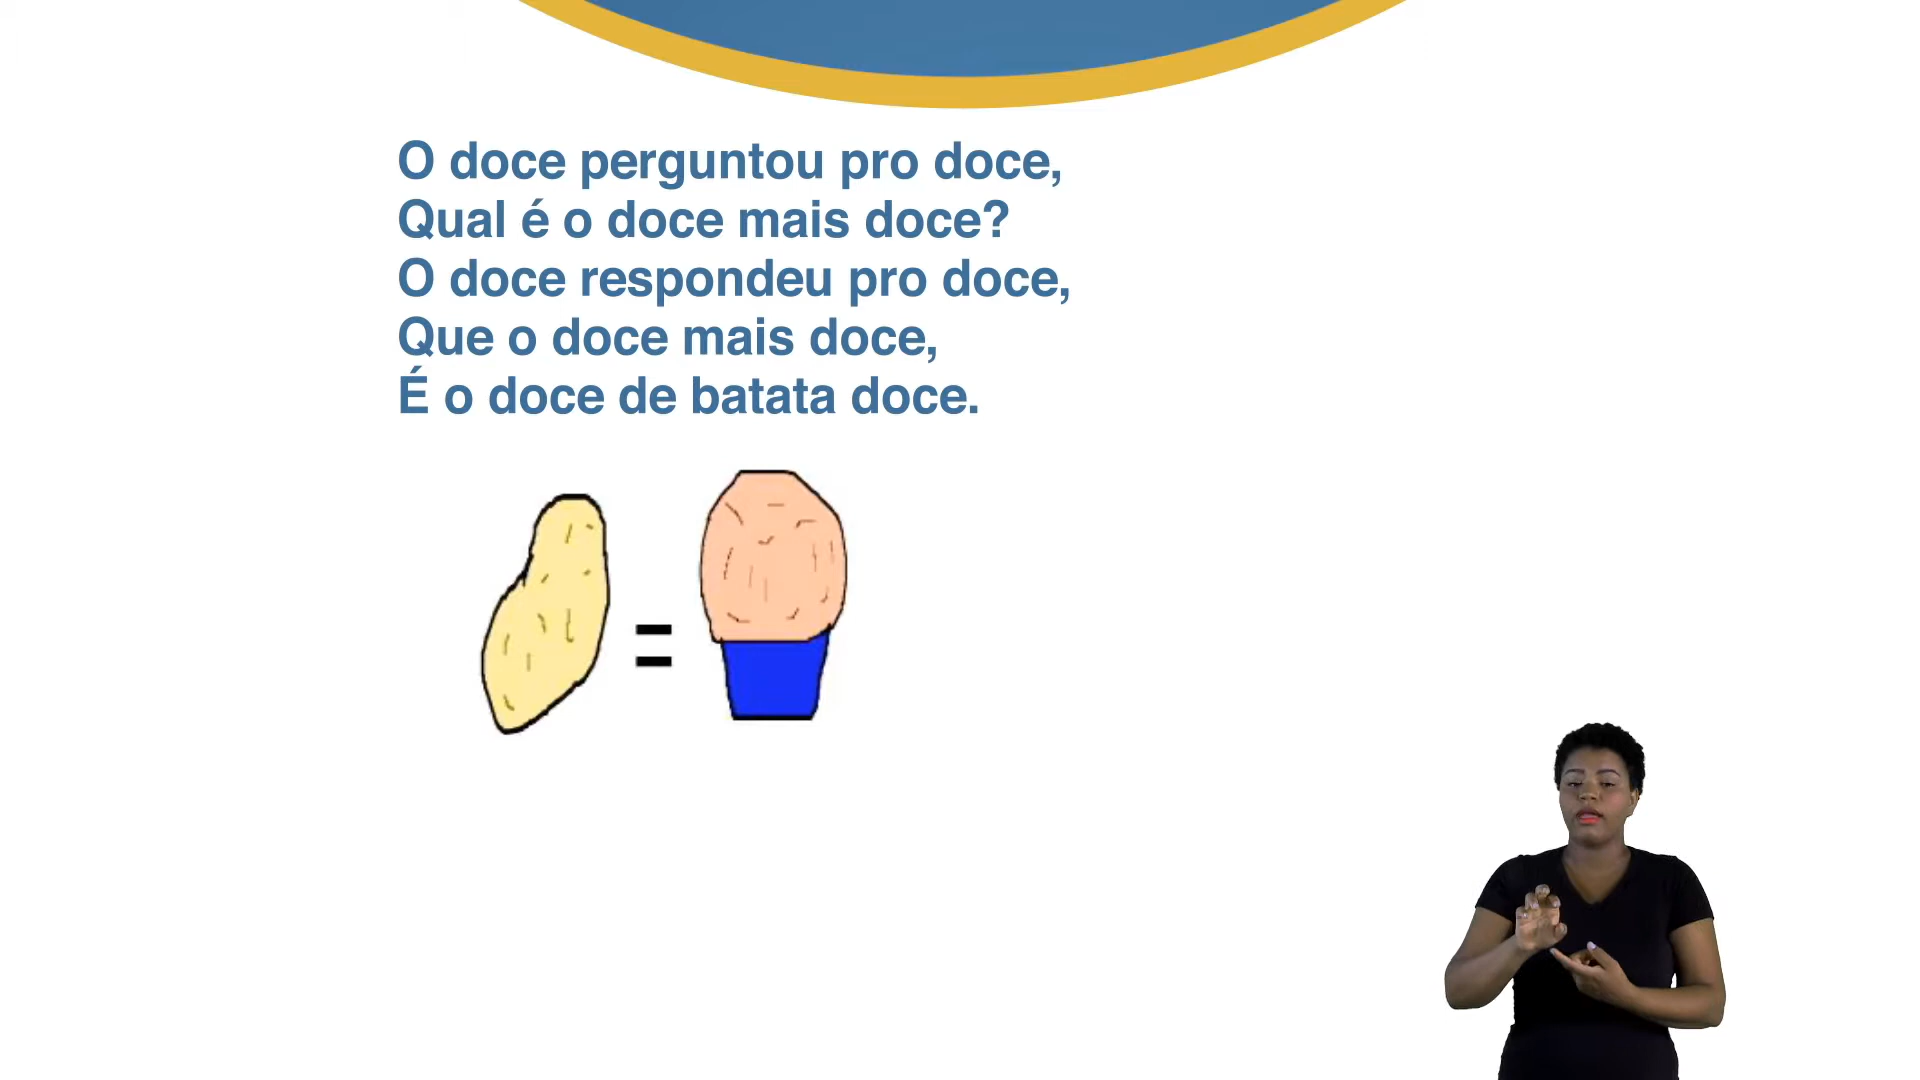 O doce perguntou pro doce,
Qual é o doce mais doce?
O doce respondeu pro doce,
Que o doce mais doce,
É o doce de batata doce.
=